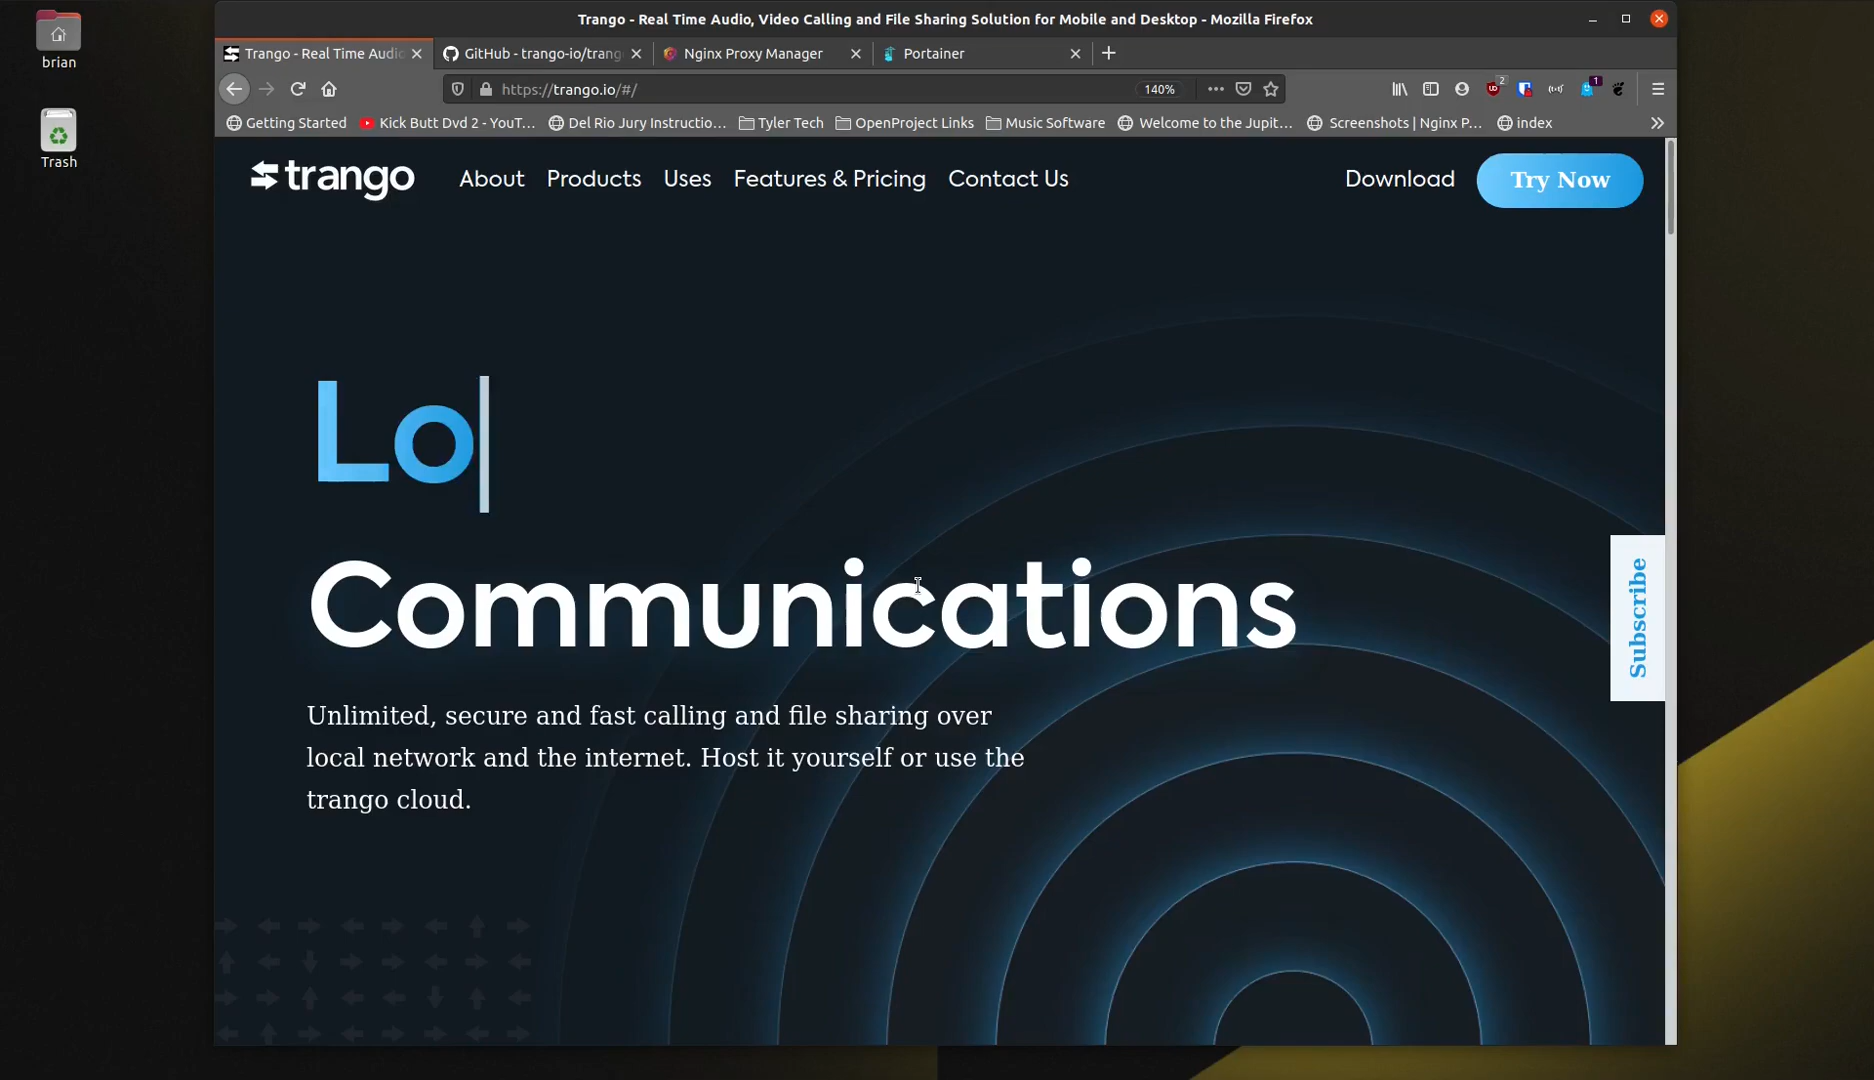 brian
Trash
Trango - Real Time Audio, Video Calling and File Sharing Solution for Mobile and Desktop - Mozilla Firefox
Trango - Real Time Audio
GitHub - trango-io/trang
Nginx Proxy Manager
Portainer
https://trango.io/#/
140%
2
1
Getting Started
Kick Butt Dvd 2 - YouT...
Del Rio Jury Instructio...
Tyler Tech
OpenProject Links
Music Software
Welcome to the Jupit...
Screenshots | Nginx P...
index
trango
About
Products
Uses
Features & Pricing
Contact Us
Download
Try Now
Lo
Communications
Subscribe
Unlimited, secure and fast calling and file sharing over
local network and the internet. Host it yourself or use the
trango cloud.